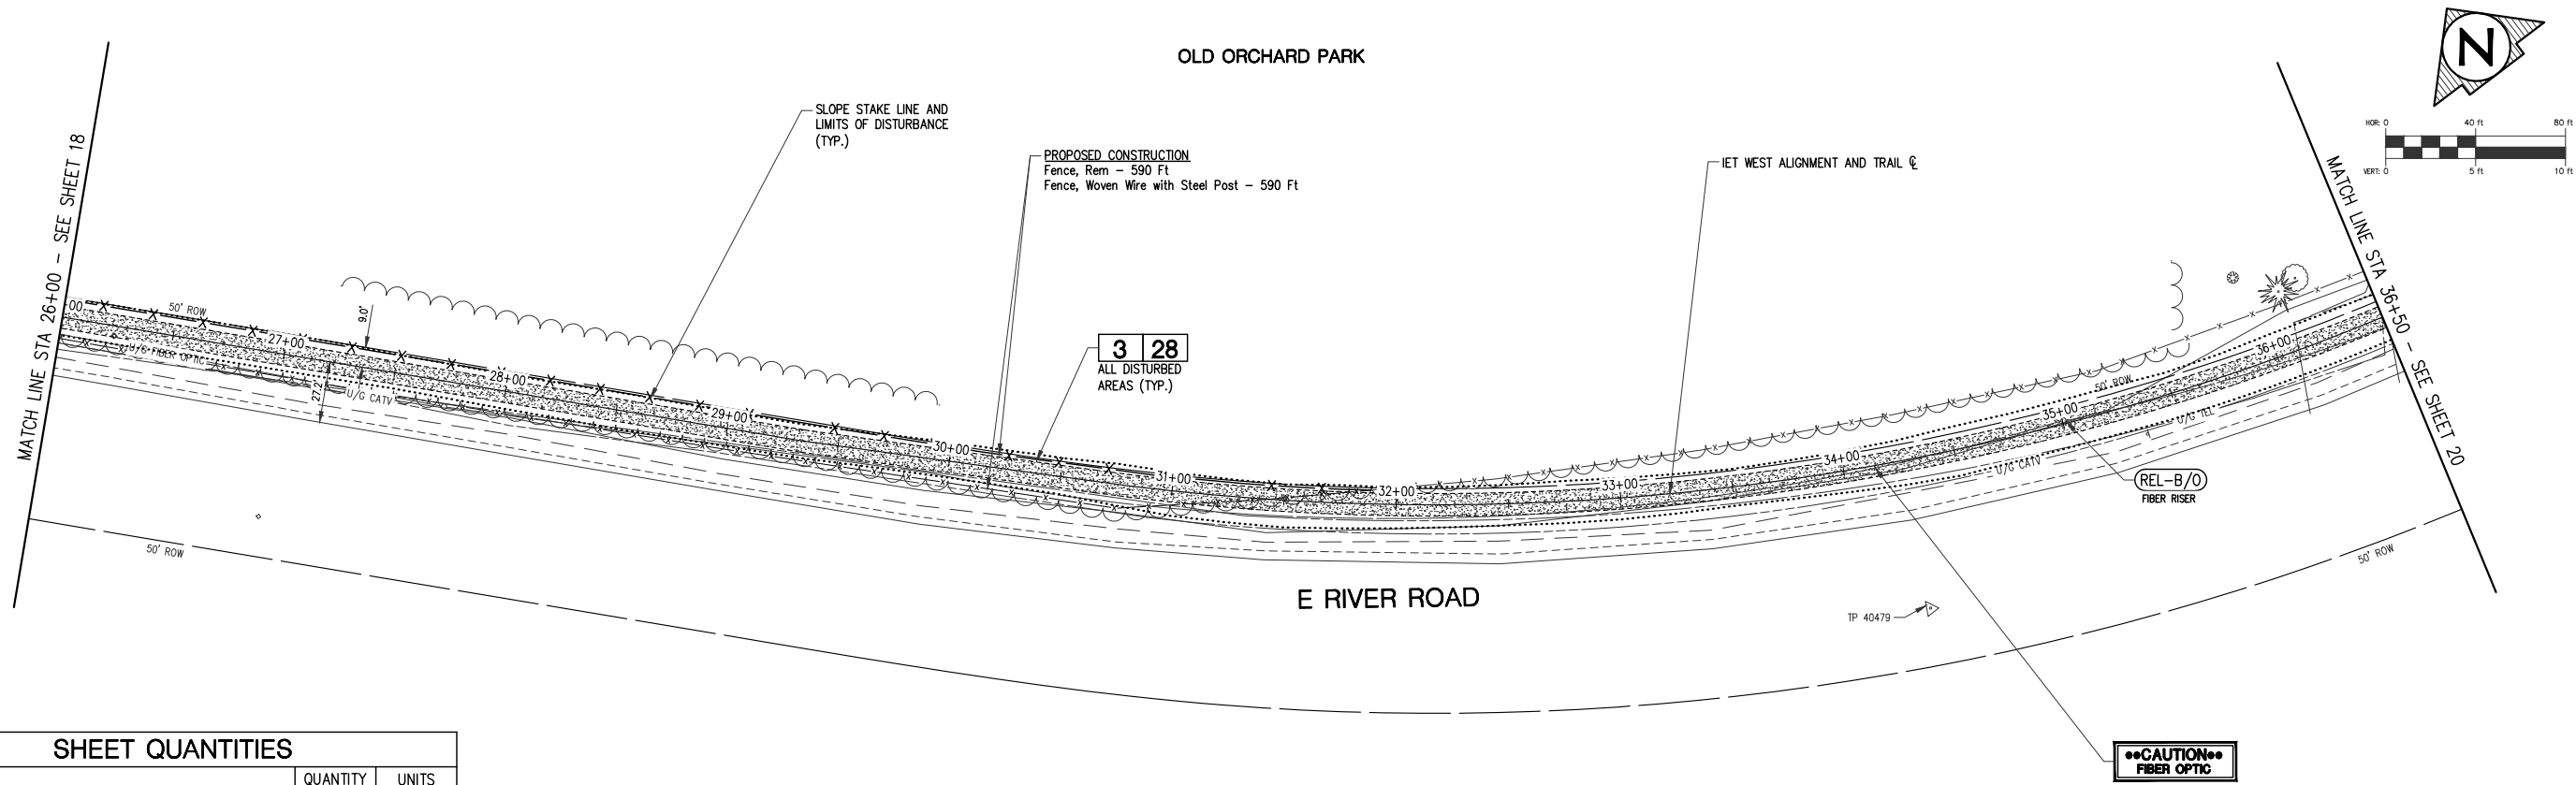 OLD ORCHARD PARK
N
HOR: 0 40 ft 80 ft
VERT: 0 5 ft 10 ft
SLOPE STAKE LINE AND
LIMITS OF DISTURBANCE
(TYP.)
PROPOSED CONSTRUCTION
Fence, Rem - 590 Ft
Fence, Woven Wire with Steel Post - 590 Ft
IET WEST ALIGNMENT AND TRAIL ℄
MATCH LINE STA 26+00 - SEE SHEET 18
MATCH LINE STA 36+50 - SEE SHEET 20
+00
50' ROW
9.0'
27+00
U/G FIBER OPTIC
27.2'
U/G CATV
28+00
29+00
3 28
ALL DISTURBED
AREAS (TYP.)
30+00
31+00
32+00
33+00
34+00
35+00
36+00
50' ROW
U/G TEL
U/G CATV
REL-B/O
FIBER RISER
50' ROW
50' ROW
E RIVER ROAD
TP 40479
••CAUTION••
FIBER OPTIC
SHEET QUANTITIES
QUANTITY UNITS